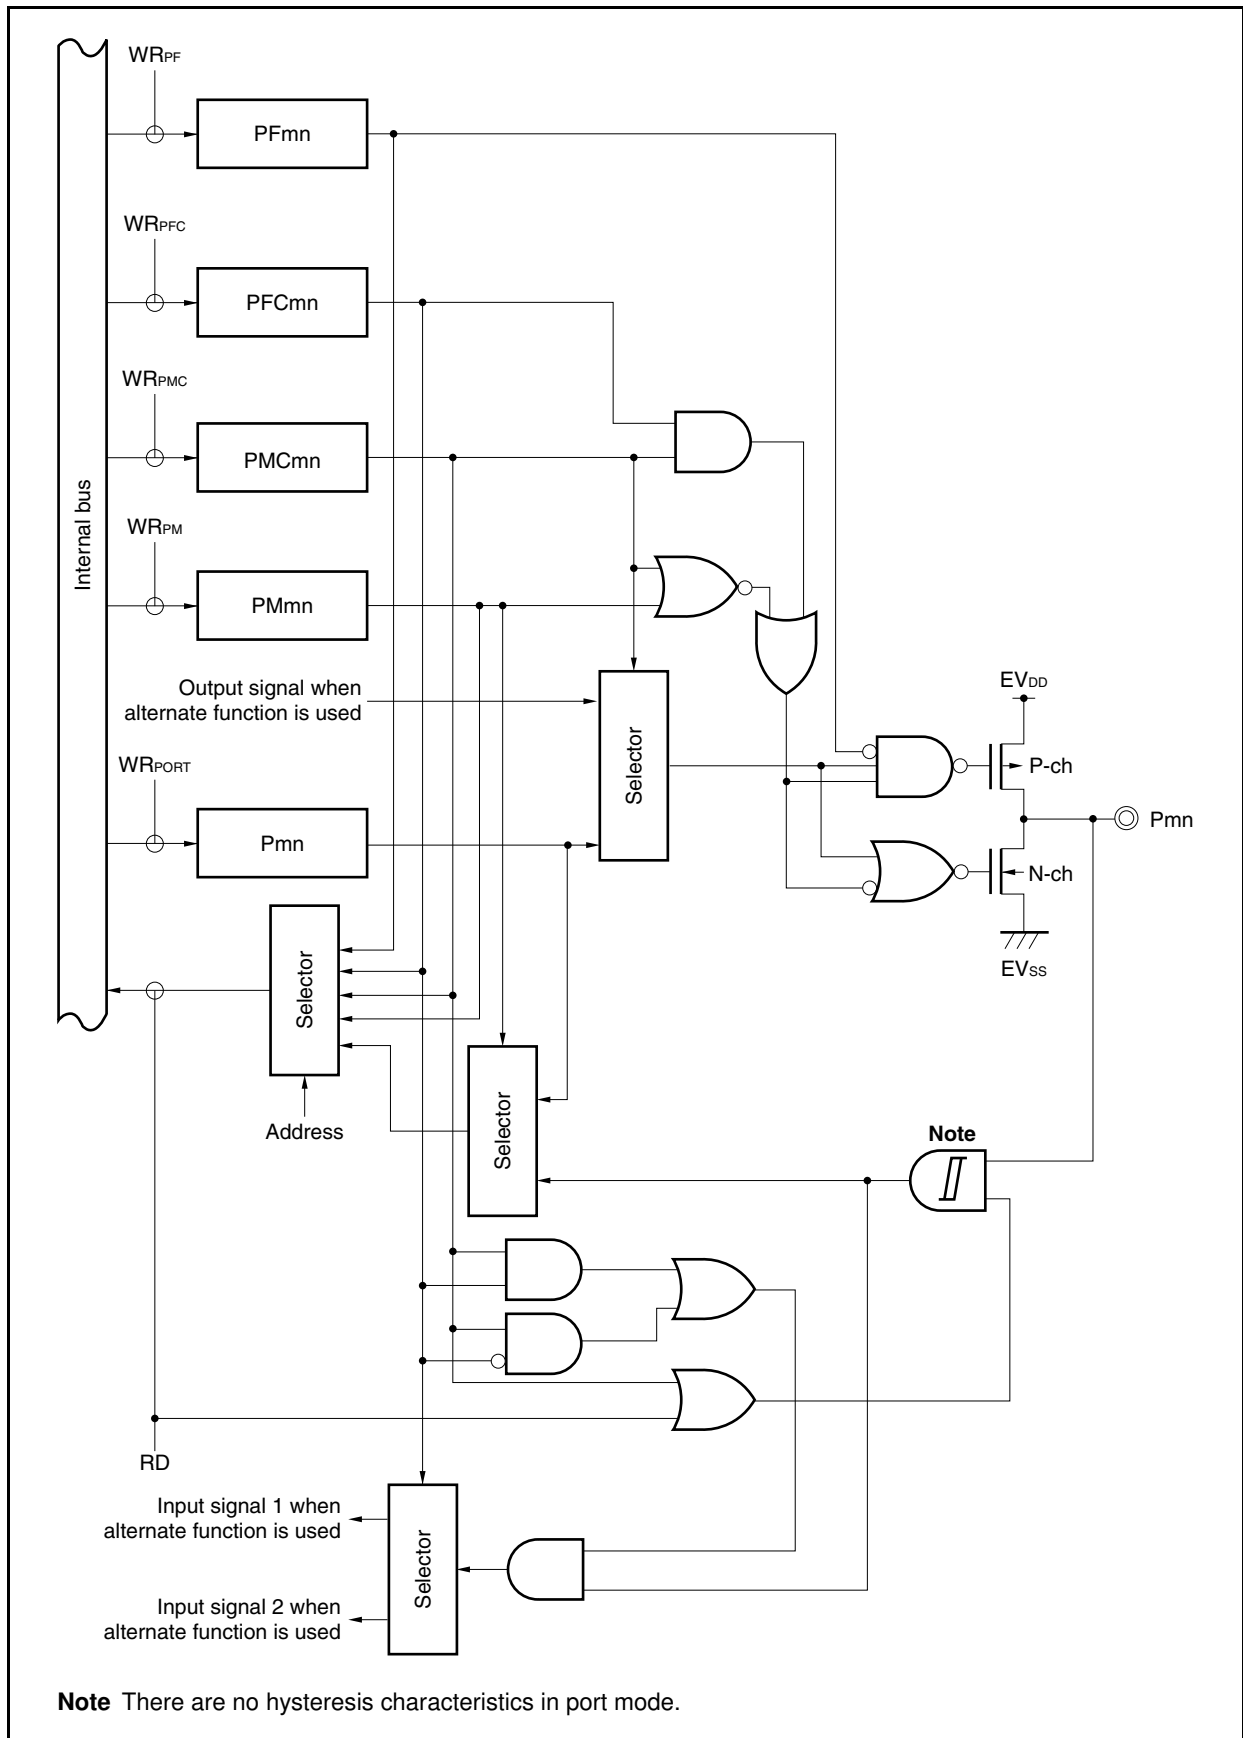 WRPF
PFmn
WRPFC
PFCmn
WRPMC
PMCmn
Internal bus
WRPM
PMmn
Output signal when
alternate function is used
Selector
EVDD
P-ch
WRPORT
Pmn
Pmn
N-ch
EVSS
Selector
Address
Selector
Note
RD
Input signal 1 when
alternate function is used
Selector
Input signal 2 when
alternate function is used
Note There are no hysteresis characteristics in port mode.